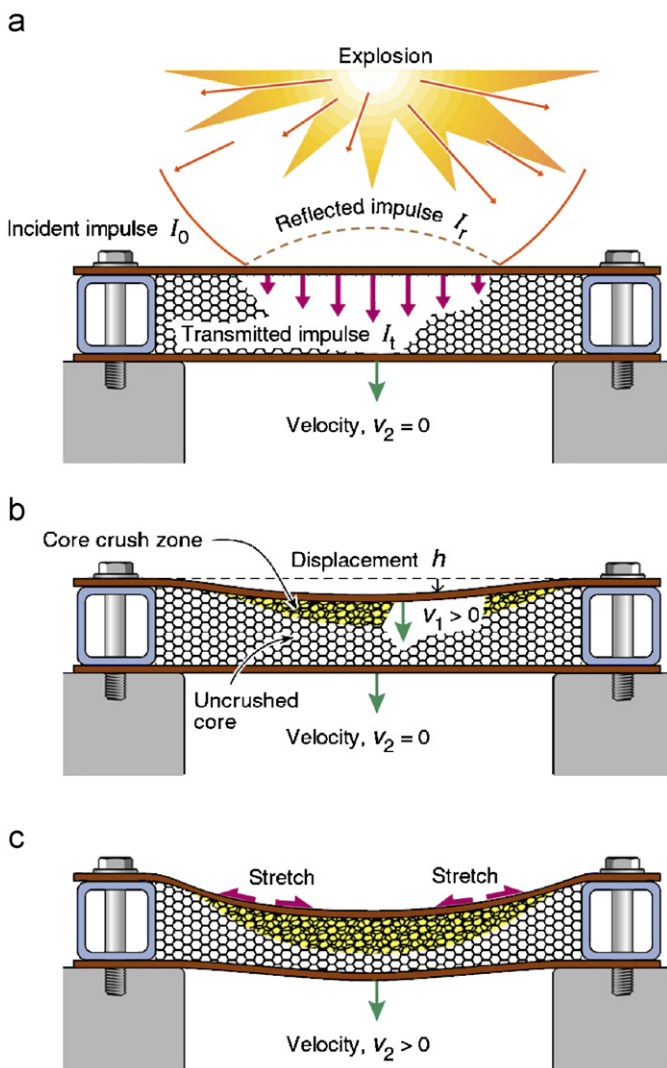 a
Explosion
Reflected impulse Ir
Incident impulse I0
Transmitted impulse It
Velocity, v2 = 0
b
Core crush zone
Displacement h
v1 > 0
Uncrushed
core
Velocity, v2 = 0
c
Stretch
Stretch
Velocity, v2 > 0